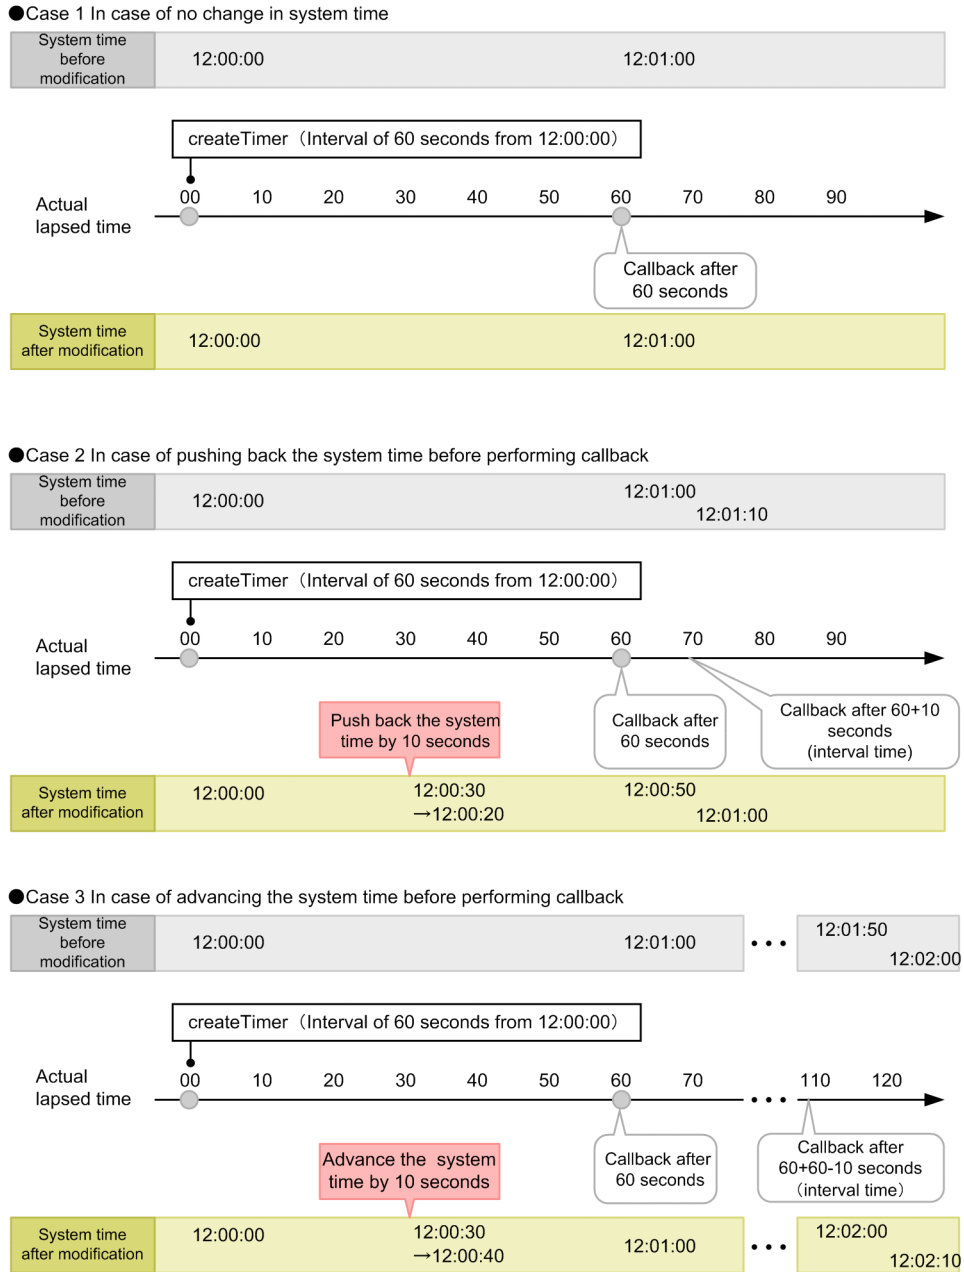 ●Case 1 In case of no change in system time
System time
before
modification
12:00:00
12:01:00
createTimer（Interval of 60 seconds from 12:00:00）
Actual
lapsed time
00 10 20 30 40 50 60 70 80 90
Callback after
60 seconds
System time
after modification
12:00:00
12:01:00
●Case 2 In case of pushing back the system time before performing callback
System time
before
modification
12:00:00
12:01:00
12:01:10
createTimer（Interval of 60 seconds from 12:00:00）
Actual
lapsed time
00 10 20 30 40 50 60 70 80 90
Push back the system
time by 10 seconds
Callback after
60 seconds
Callback after 60+10
seconds
(interval time)
System time
after modification
12:00:00
12:00:30
→12:00:20
12:00:50
12:01:00
●Case 3 In case of advancing the system time before performing callback
System time
before
modification
12:00:00
12:01:00
• • •
12:01:50
12:02:00
createTimer（Interval of 60 seconds from 12:00:00）
Actual
lapsed time
00 10 20 30 40 50 60 70 • • • 110 120
Advance the system
time by 10 seconds
Callback after
60 seconds
Callback after
60+60-10 seconds
（interval time）
System time
after modification
12:00:00
12:00:30
→12:00:40
12:01:00
• • •
12:02:00
12:02:10